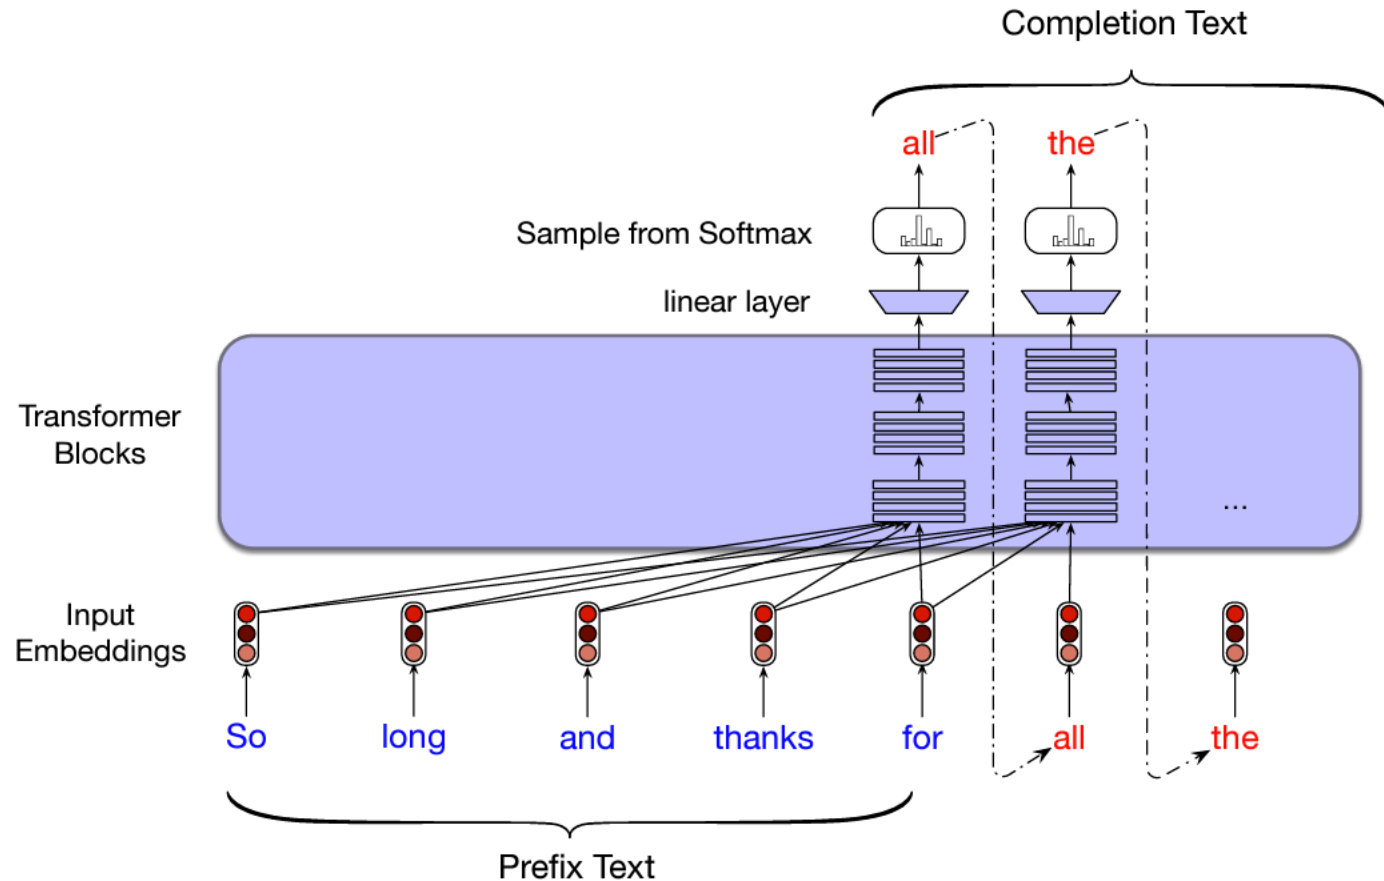 Completion Text
all the
Sample from Softmax
linear layer
Transformer
Blocks
...
Input
Embeddings
So long and thanks for all the
Prefix Text